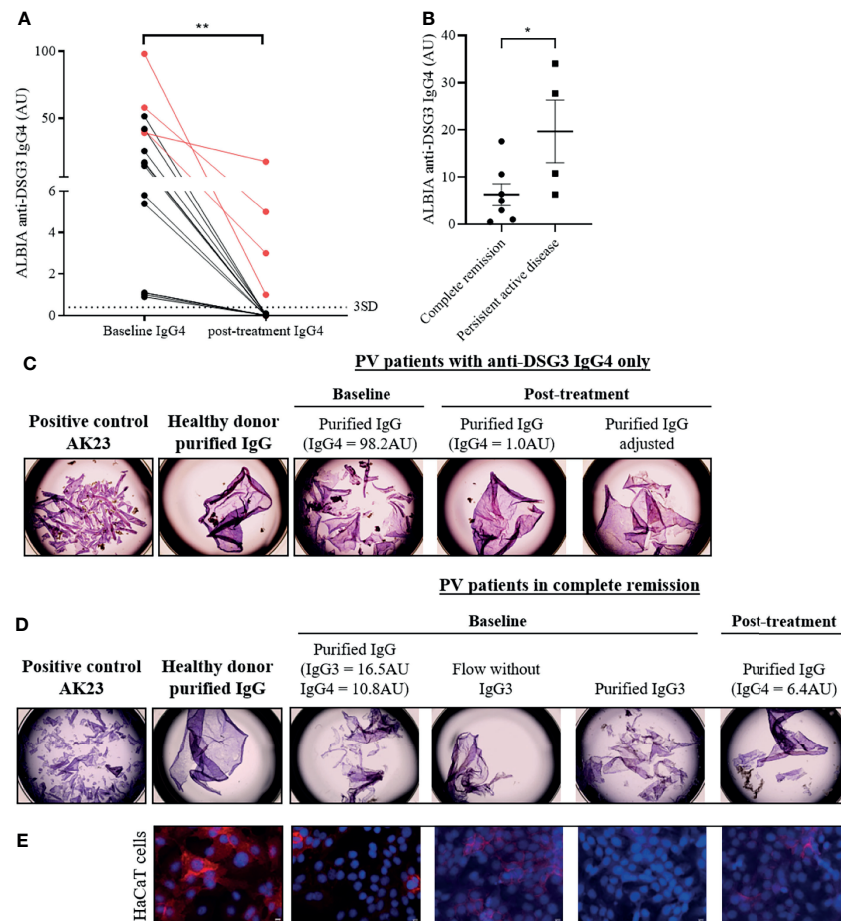 A
**
100
50
6
4
2
0
ALBIA anti-DSG3 IgG4 (AU)
3SD
Baseline IgG4
post-treatment IgG4
B
*
40
30
20
10
0
ALBIA anti-DSG3 IgG4 (AU)
Complete remission
Persistent active disease
C
PV patients with anti-DSG3 IgG4 only
Baseline
Post-treatment
Positive control
AK23
Healthy donor
purified IgG
Purified IgG
(IgG4 = 98.2AU)
Purified IgG
(IgG4 = 1.0AU)
Purified IgG
adjusted
PV patients in complete remission
D
Baseline
Post-treatment
Positive control
AK23
Healthy donor
purified IgG
Purified IgG
(IgG3 = 16.5AU
IgG4 = 10.8AU)
Flow without
IgG3
Purified IgG3
Purified IgG
(IgG4 = 6.4AU)
E
HaCaT cells